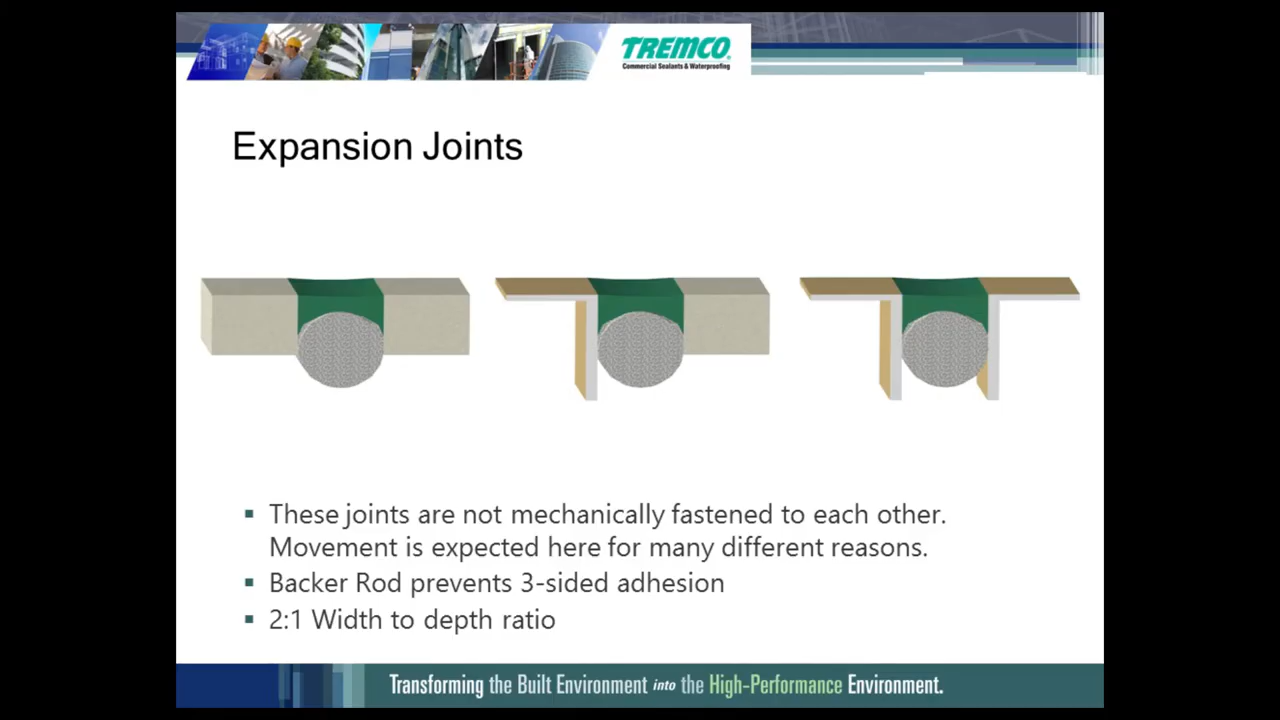 TREMCO
Commercial Sealants & Waterproofing
Expansion Joints
These joints are not mechanically fastened to each other.
Movement is expected here for many different reasons.
Backer Rod prevents 3-sided adhesion
2:1 Width to depth ratio
Transforming the Built Environment into the High-Performance Environment.